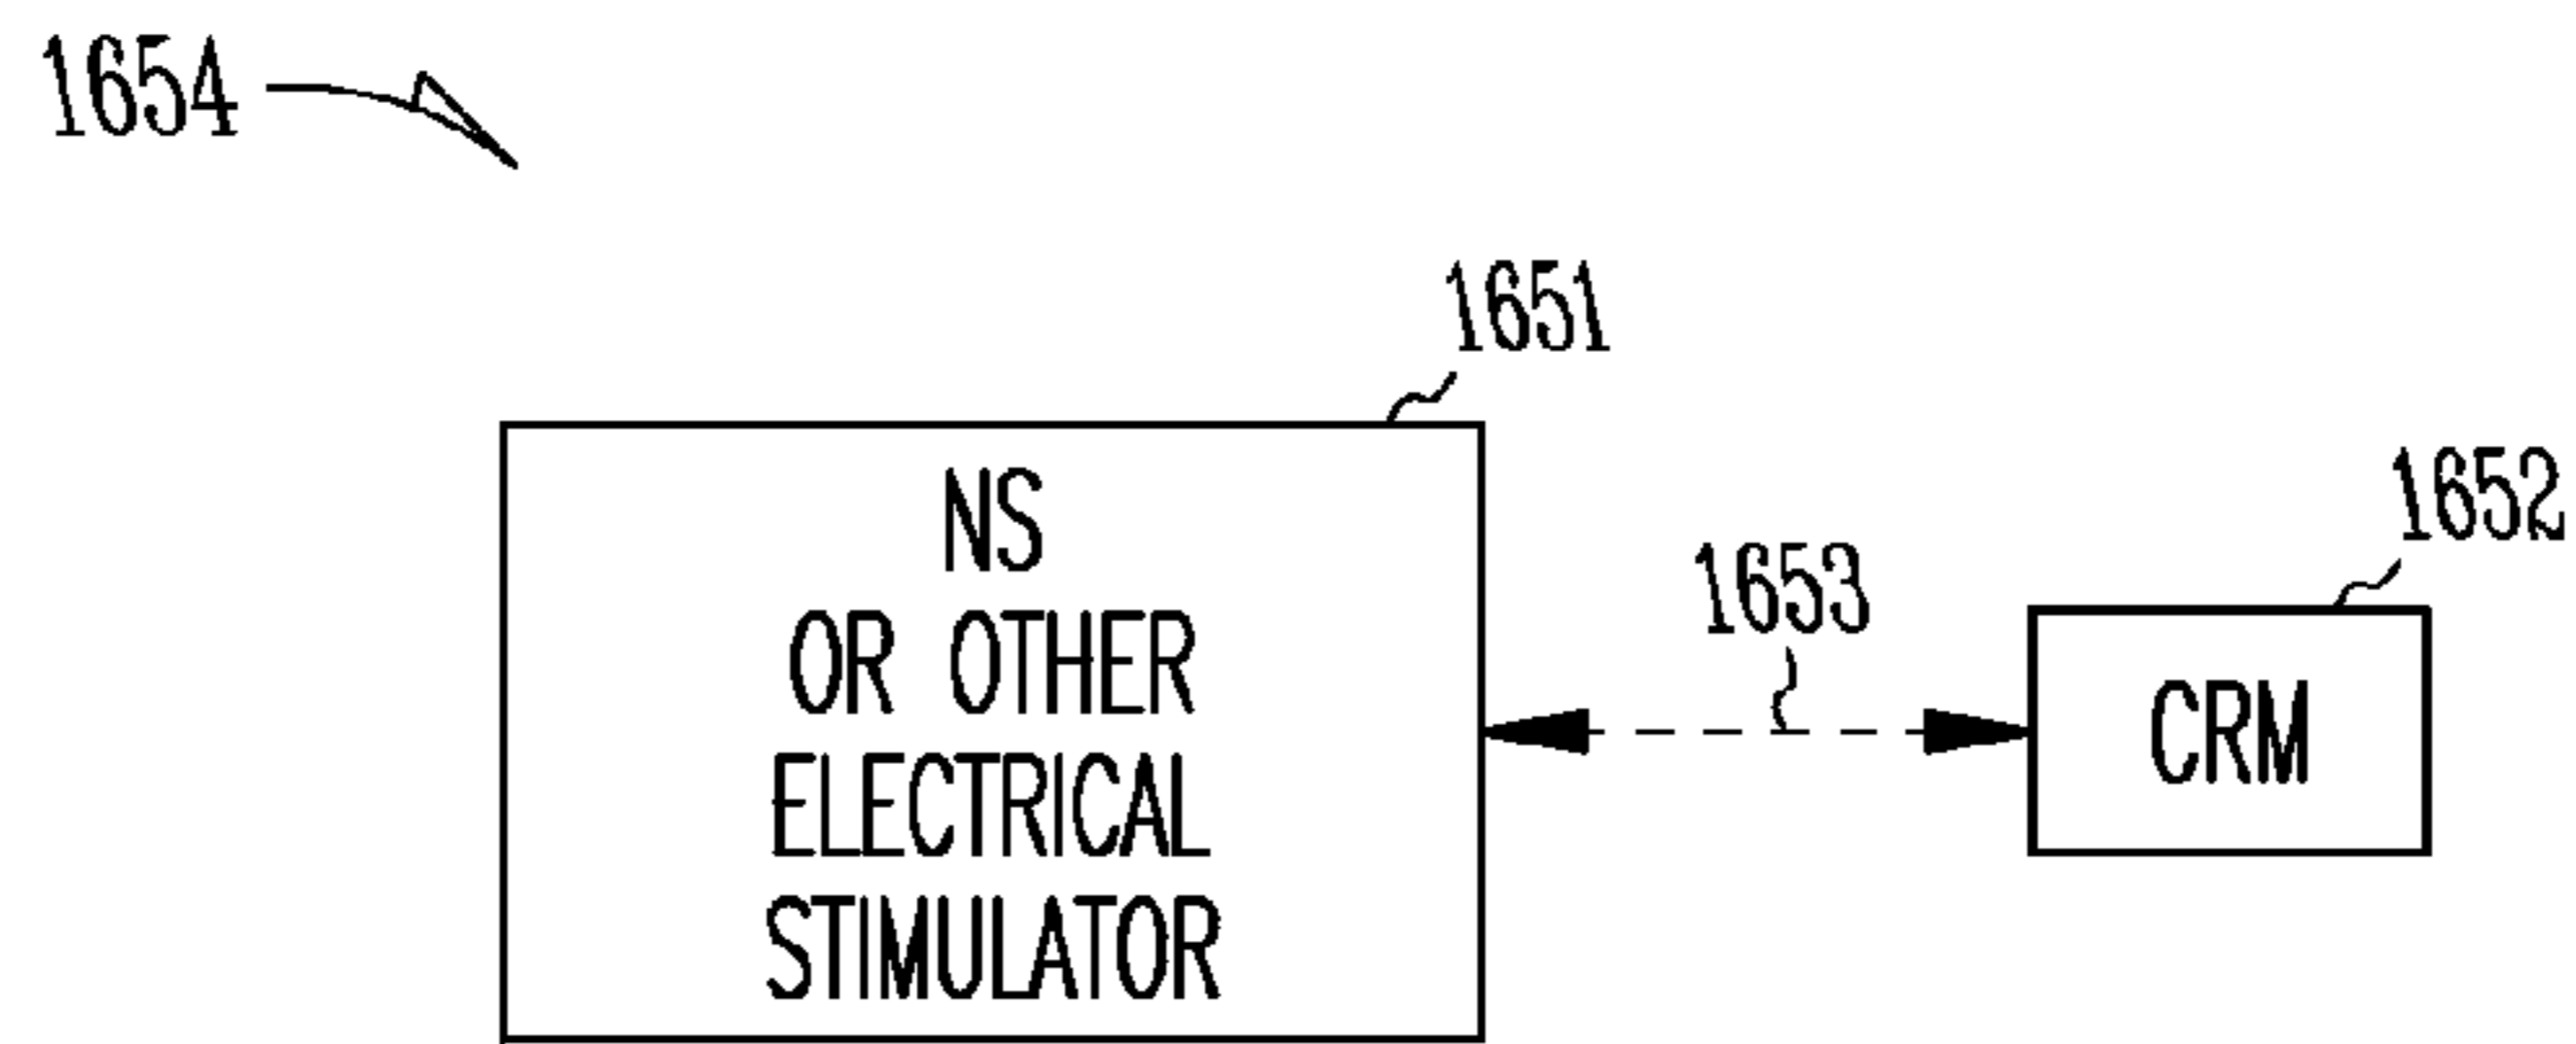 1654
1651
NS
OR OTHER
ELECTRICAL
STIMULATOR
1653
1652
CRM